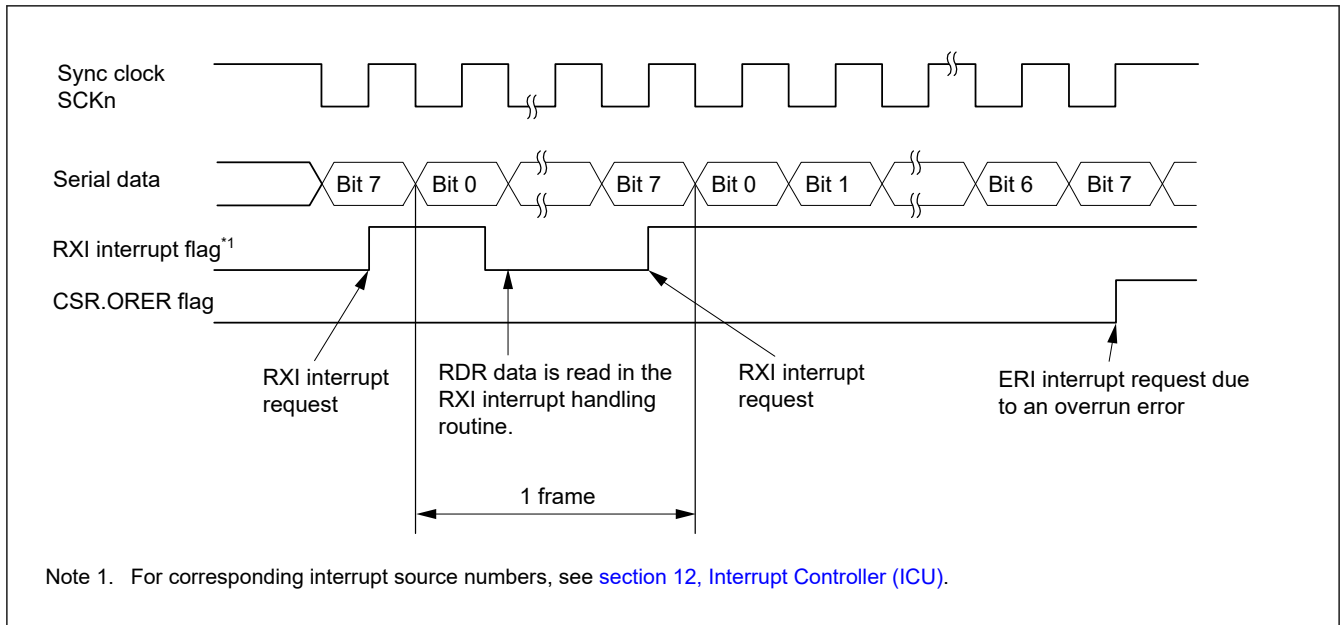 Sync clock
SCKn
Serial data
Bit 7
Bit 0
Bit 7
Bit 0
Bit 1
Bit 6
Bit 7
RXI interrupt flag*1
CSR.ORER flag
RXI interrupt
request
RDR data is read in the
RXI interrupt handling
routine.
RXI interrupt
request
ERI interrupt request due
to an overrun error
1 frame
Note 1. For corresponding interrupt source numbers, see section 12, Interrupt Controller (ICU).